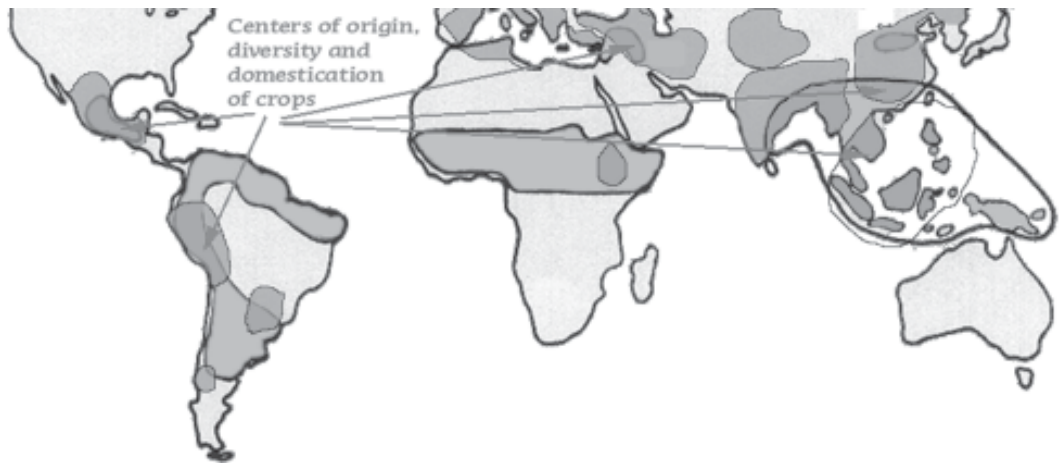 Centers of origin,
diversity and
domestication
of crops